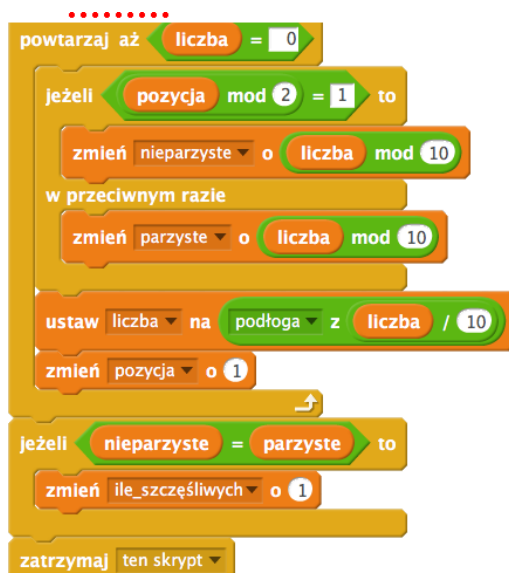 powtarzaj aż liczba = 0
jeżeli pozycja mod 2 = 1 to
zmień nieparzyste o liczba mod 10
w przeciwnym razie
zmień parzyste o liczba mod 10
ustaw liczba na podłoga z liczba / 10
zmień pozycja o 1
jeżeli nieparzyste = parzyste to
zmień ile_szczęśliwych o 1
zatrzymaj ten skrypt